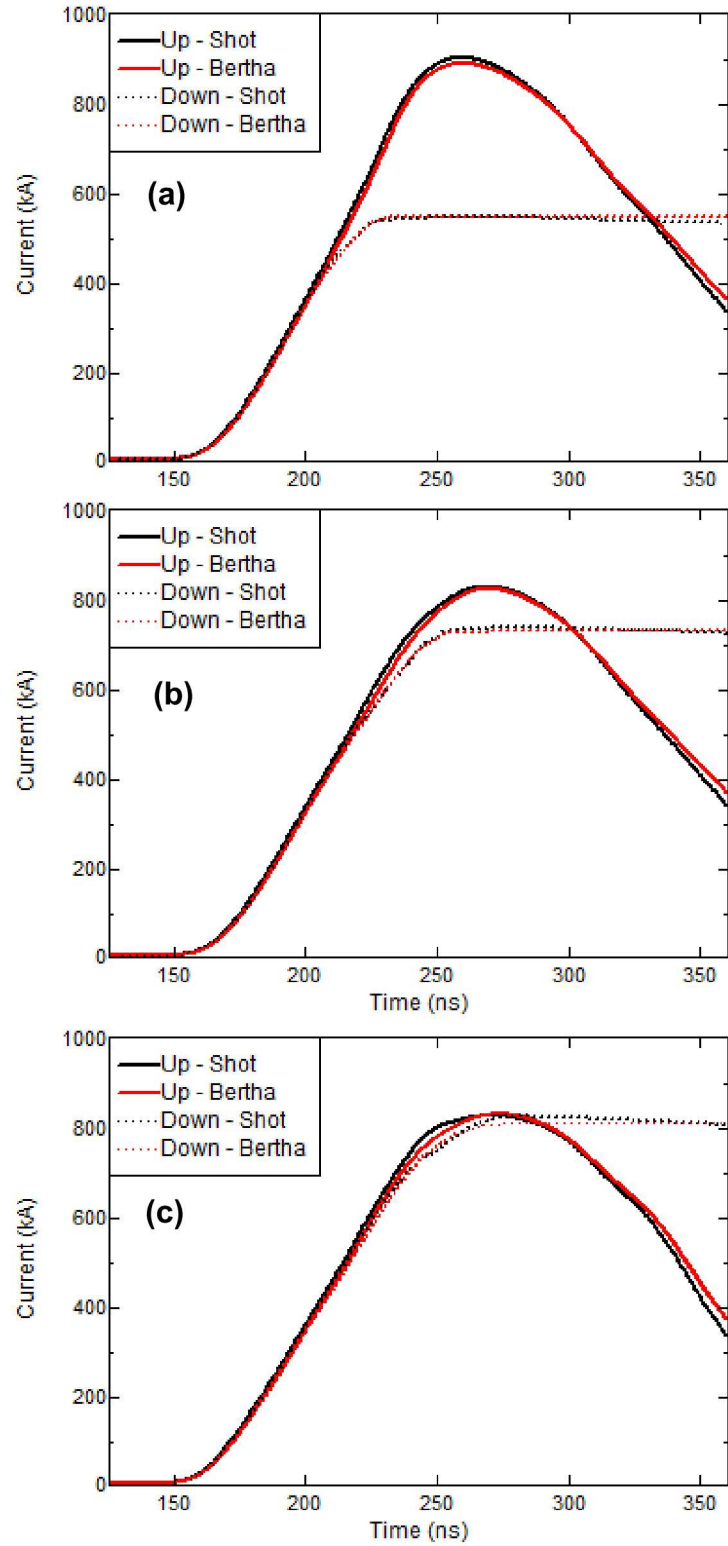 1000
800
600
400
200
0
Current (kA)
Up - Shot
Up - Bertha
Down - Shot
Down - Bertha
(a)
150 200 250 300 350
1000
800
600
400
200
0
Current (kA)
Up - Shot
Up - Bertha
Down - Shot
Down - Bertha
(b)
150 200 250 300 350
Time (ns)
1000
800
600
400
200
0
Current (kA)
Up - Shot
Up - Bertha
Down - Shot
Down - Bertha
(c)
150 200 250 300 350
Time (ns)